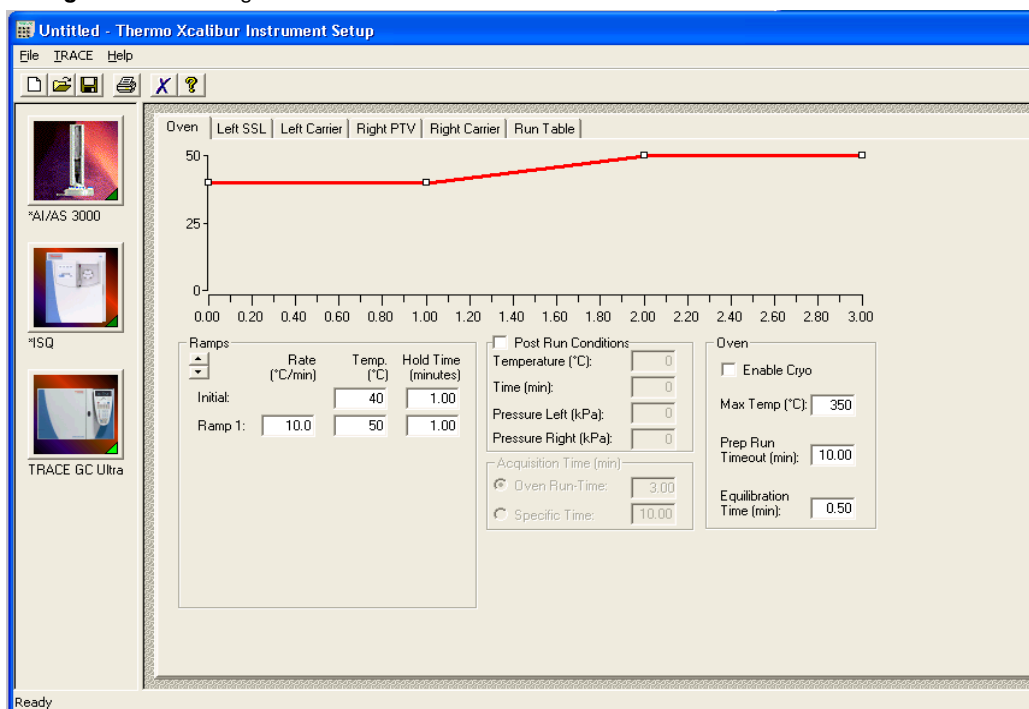 Untitled - Thermo Xcalibur Instrument Setup
File TRACE Help
*AI/AS 3000
*ISQ
TRACE GC Ultra
Oven Left SSL Left Carrier Right PTV Right Carrier Run Table
50
25
0
0.00 0.20 0.40 0.60 0.80 1.00 1.20 1.40 1.60 1.80 2.00 2.20 2.40 2.60 2.80 3.00
Ramps
Rate (°C/min) Temp. (°C) Hold Time (minutes)
Initial: 40 1.00
Ramp 1: 10.0 50 1.00
Post Run Conditions
Temperature (°C): 0
Time (min): 0
Pressure Left (kPa): 0
Pressure Right (kPa): 0
Acquisition Time (min)
Oven Run-Time: 3.00
Specific Time: 10.00
Oven
Enable Cryo
Max Temp (°C): 350
Prep Run
Timeout (min): 10.00
Equilibration
Time (min): 0.50
Ready